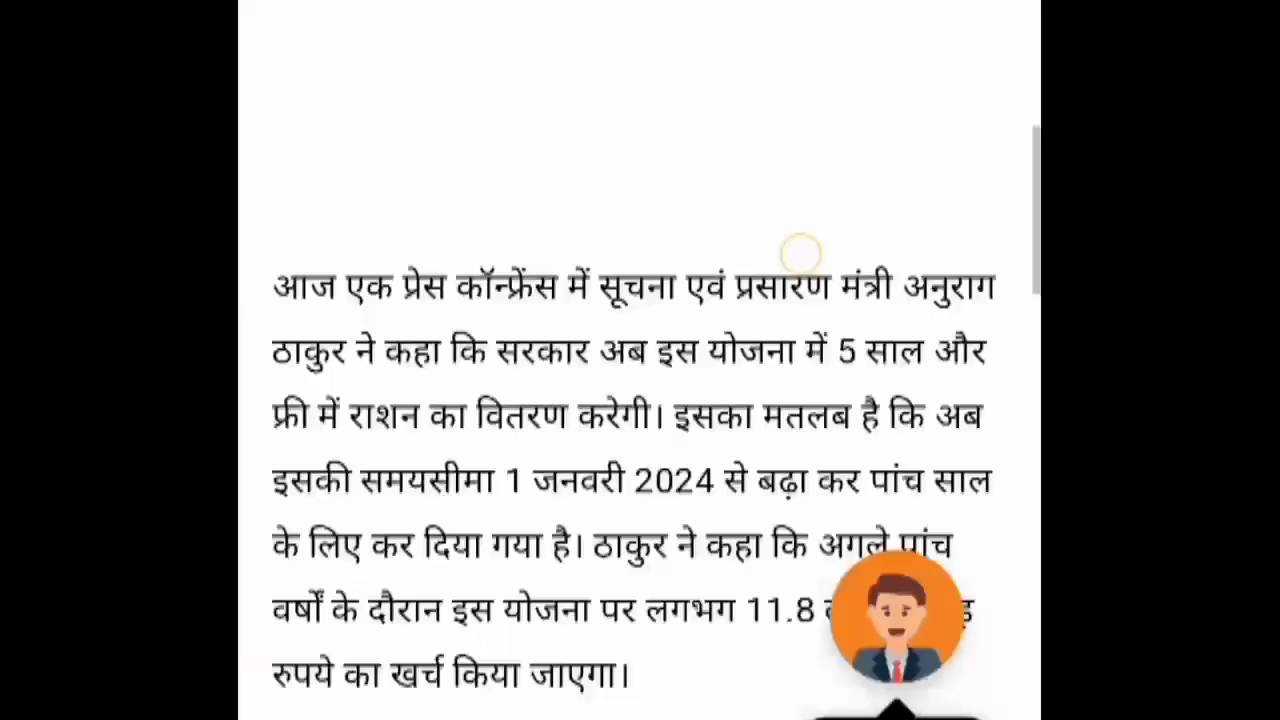 आज एक प्रेस कॉन्फ्रेंस में सूचना एवं प्रसारण मंत्री अनुराग
ठाकुर ने कहा कि सरकार अब इस योजना में 5 साल और
फ्री में राशन का वितरण करेगी। इसका मतलब है कि अब
इसकी समयसीमा 1 जनवरी 2024 से बढ़ा कर पांच साल
के लिए कर दिया गया है। ठाकुर ने कहा कि अगले पांच
वर्षों के दौरान इस योजना पर लगभग 11.8
रुपये का खर्च किया जाएगा।